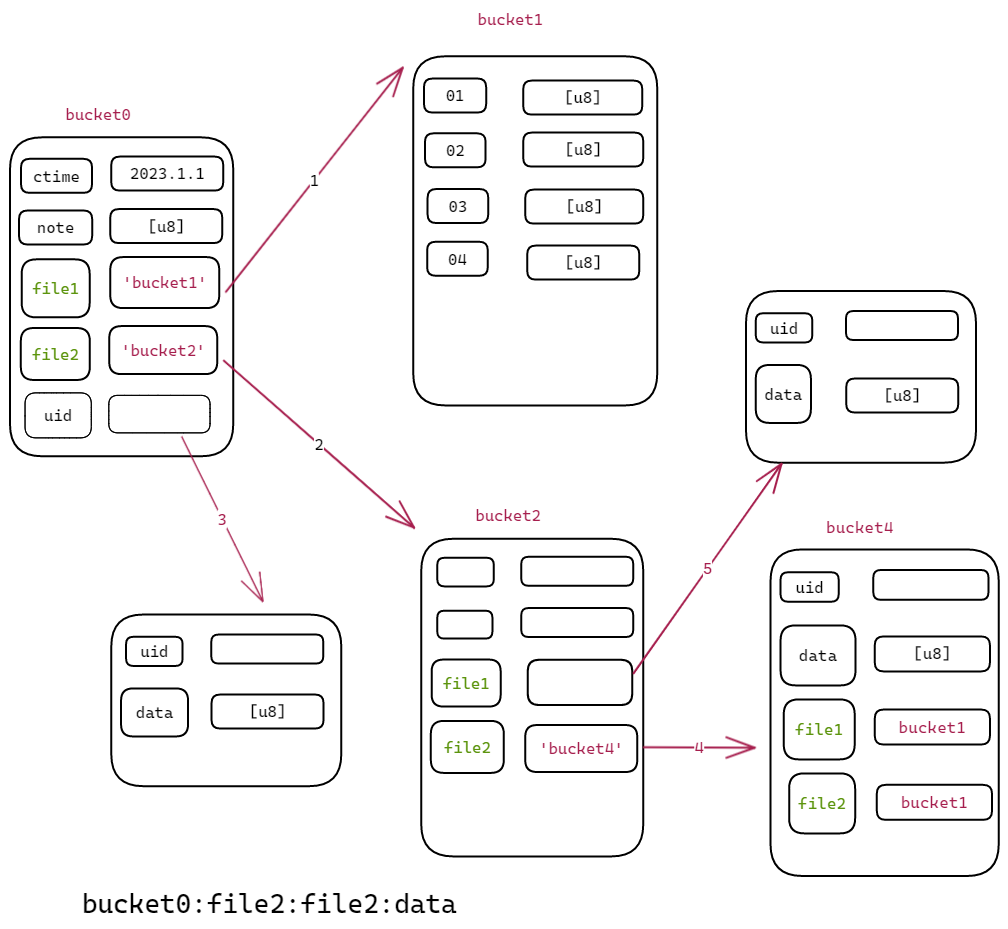 bucket1
01 [u8]
02 [u8]
03 [u8]
04 [u8]
bucket0
ctime 2023.1.1
note [u8]
file1 'bucket1'
file2 'bucket2'
uid
1
2
3
uid
data [u8]
bucket2
file1
file2 'bucket4'
5
4
uid
data [u8]
bucket4
uid
data [u8]
file1 bucket1
file2 bucket1
bucket0:file2:file2:data